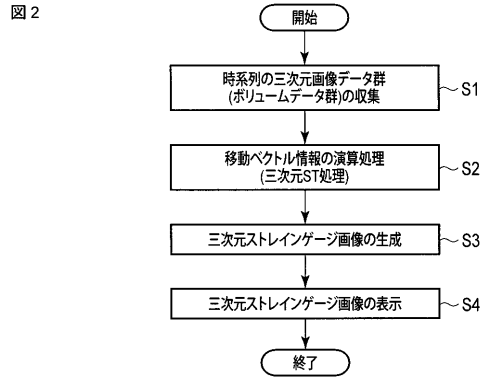 図2
開始
時系列の三次元画像データ群
(ボリュームデータ群)の収集
S1
移動ベクトル情報の演算処理
(三次元ST処理)
S2
三次元ストレインゲージ画像の生成
S3
三次元ストレインゲージ画像の表示
S4
終了